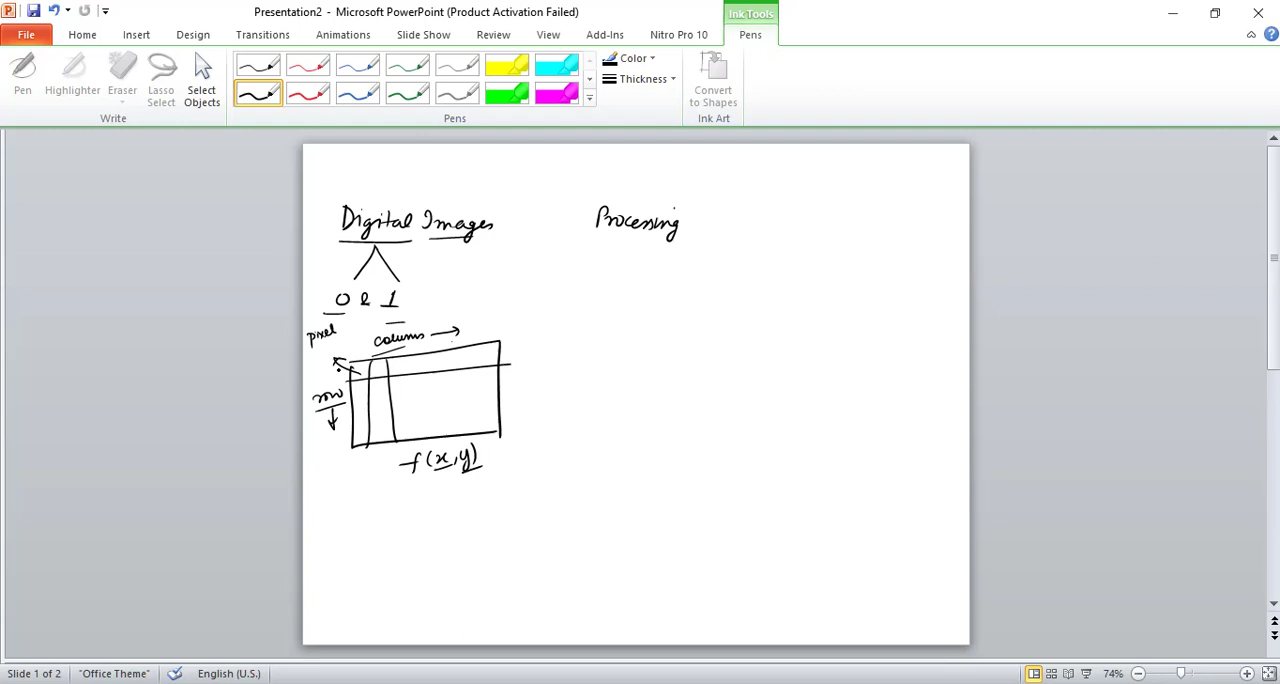 Presentation2 - Microsoft PowerPoint (Product Activation Failed)
Ink Tools
File Home Insert Design Transitions Animations Slide Show Review View Add-Ins Nitro Pro 10 Pens
Pen Highlighter Eraser Lasso Select Select Objects
Color
Thickness
Convert to Shapes
Write Pens Ink Art
Digital Images Processing
0 & 1
pixel
column
row
f(x,y)
Slide 1 of 2 "Office Theme" English (U.S.) 74%